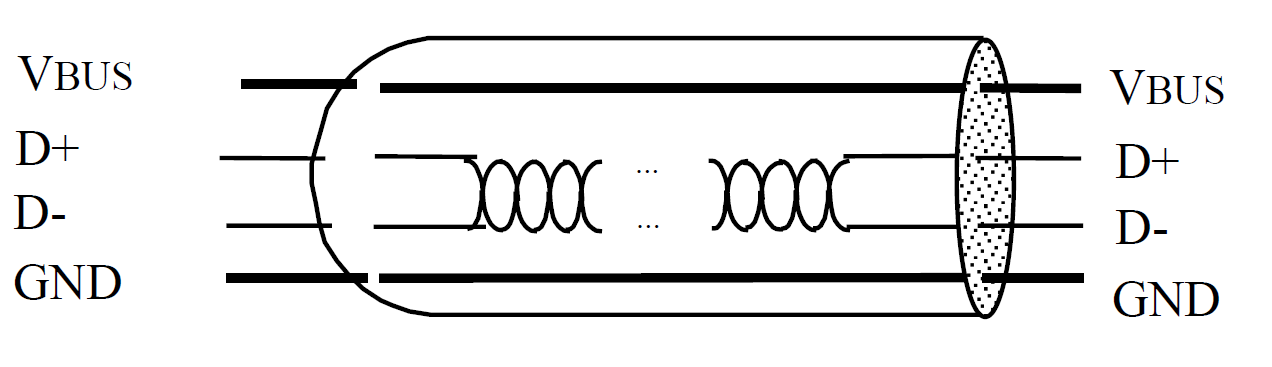 VBUS VBUS
D+ ... D+
D- ... D-
GND GND